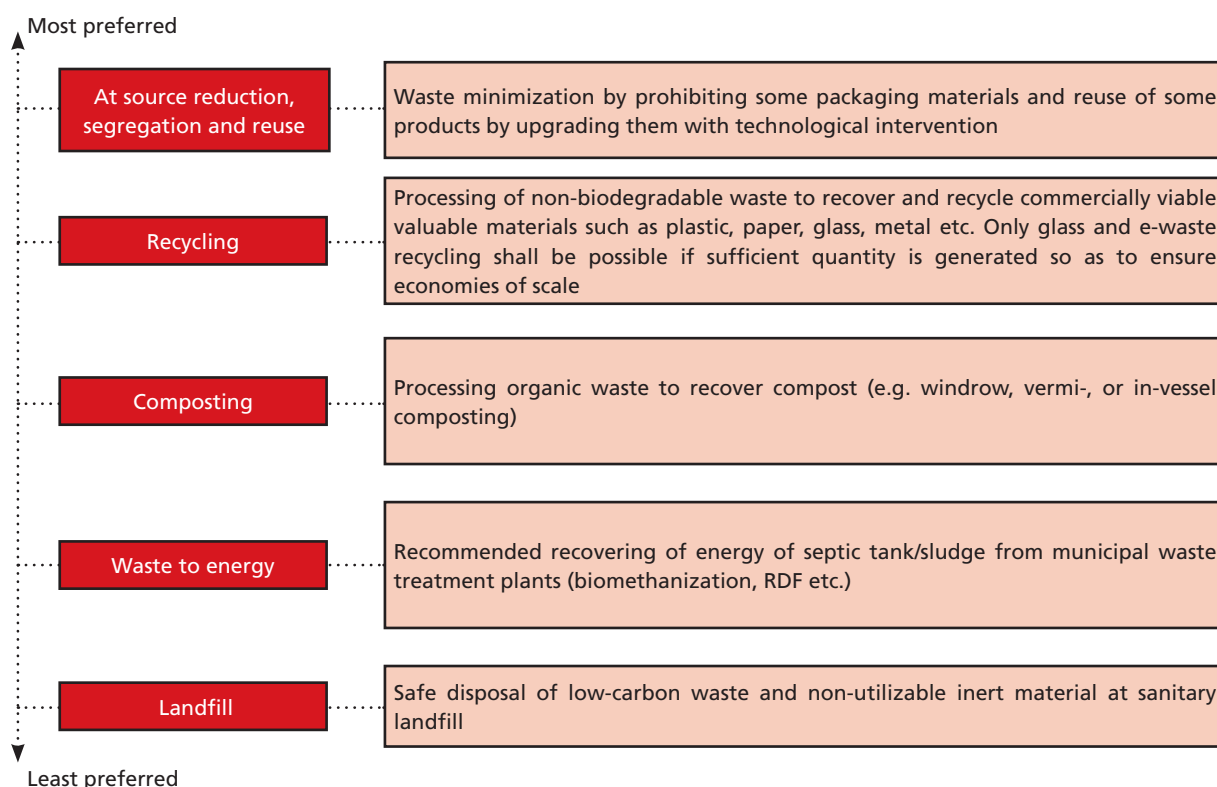 Most preferred
At source reduction,
segregation and reuse
Waste minimization by prohibiting some packaging materials and reuse of some
products by upgrading them with technological intervention
Recycling
Processing of non-biodegradable waste to recover and recycle commercially viable
valuable materials such as plastic, paper, glass, metal etc. Only glass and e-waste
recycling shall be possible if sufficient quantity is generated so as to ensure
economies of scale
Composting
Processing organic waste to recover compost (e.g. windrow, vermi-, or in-vessel
composting)
Waste to energy
Recommended recovering of energy of septic tank/sludge from municipal waste
treatment plants (biomethanization, RDF etc.)
Landfill
Safe disposal of low-carbon waste and non-utilizable inert material at sanitary
landfill
Least preferred